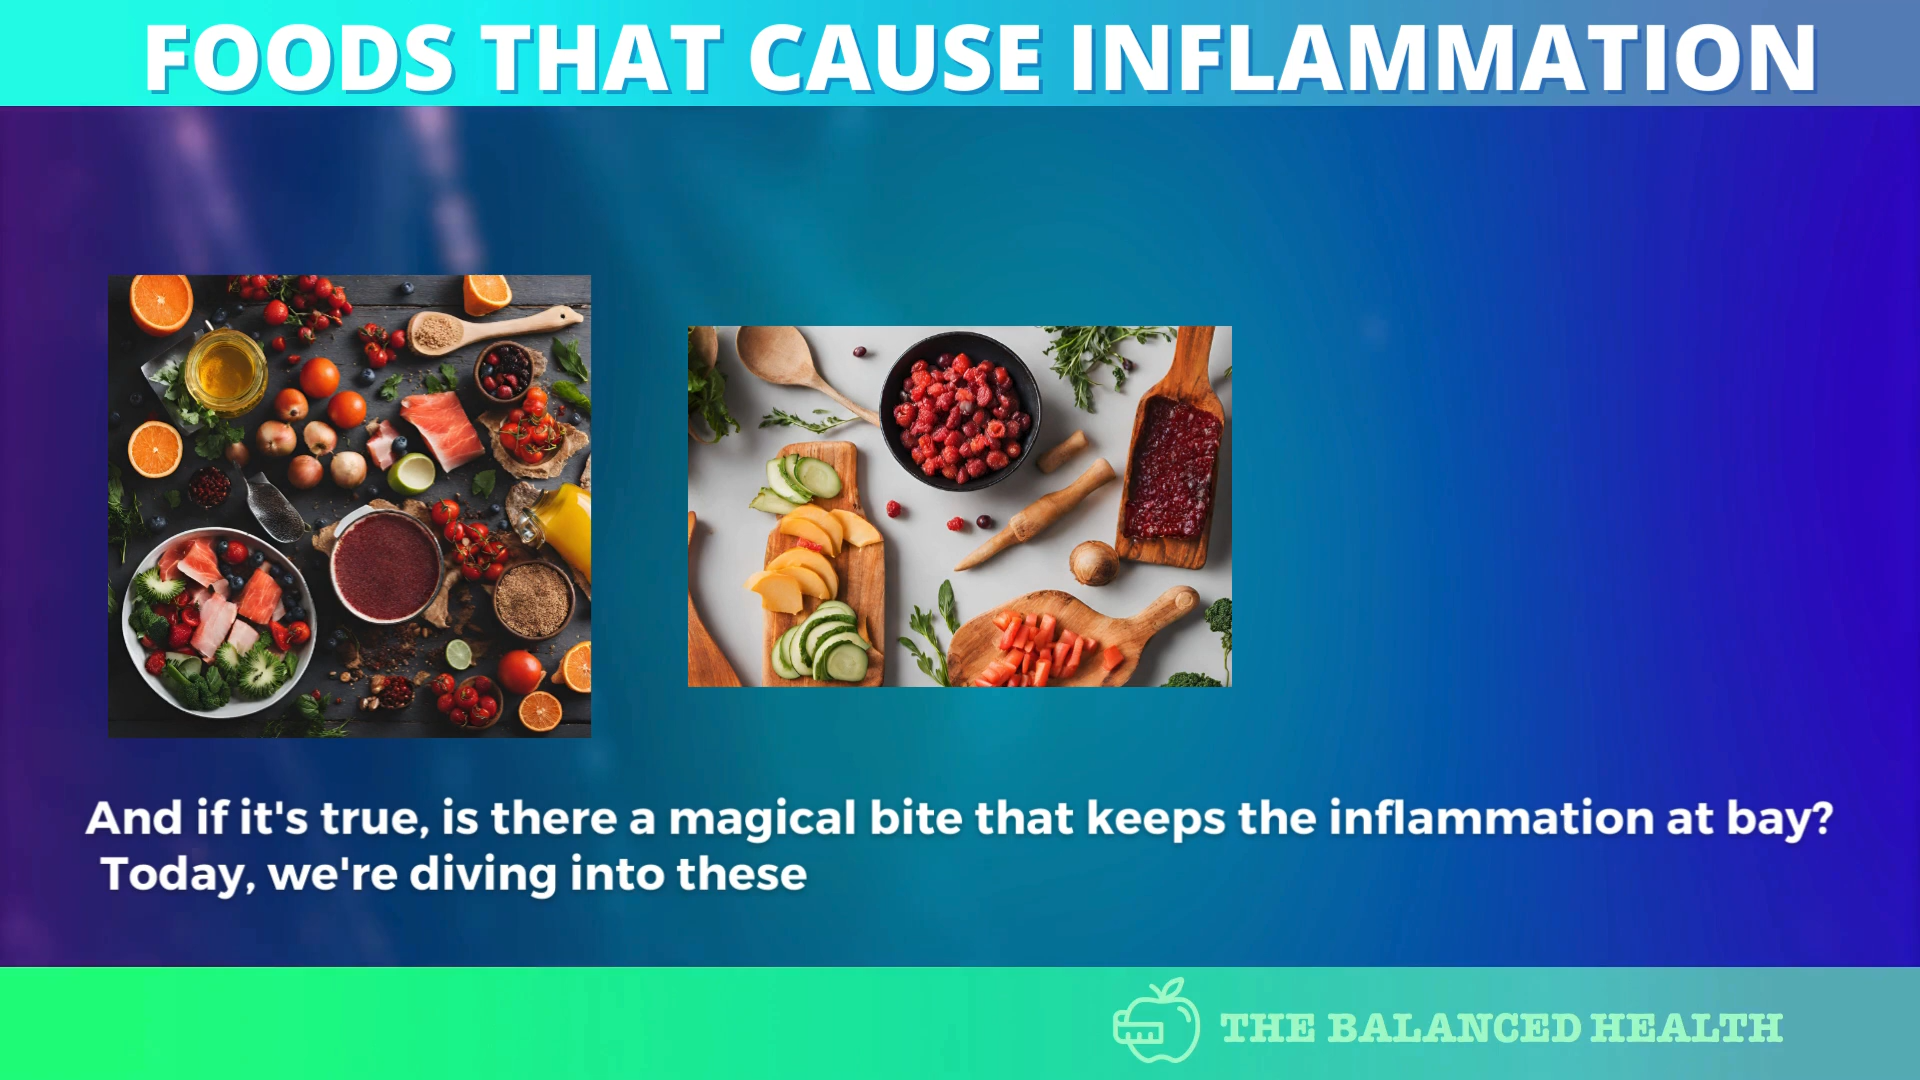 FOODS THAT CAUSE INFLAMMATION
And if it's true, is there a magical bite that keeps the inflammation at bay?
Today, we're diving into these
THE BALANCED HEALTH